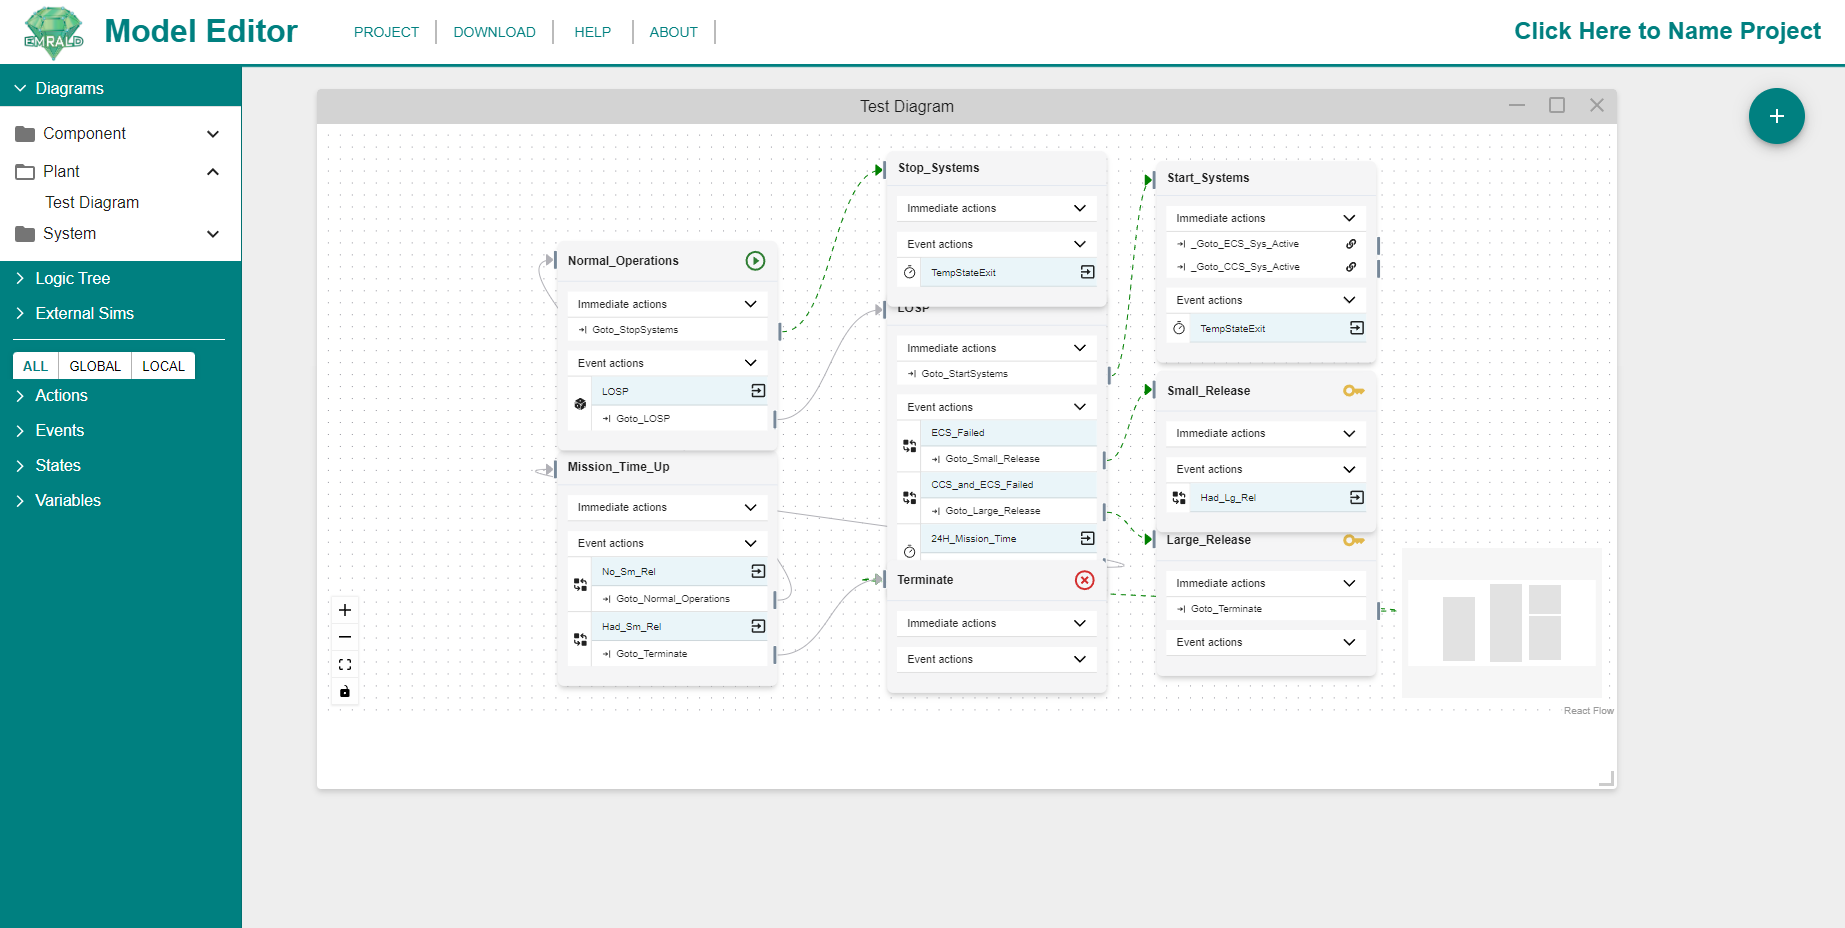 EMRALD
Model Editor
PROJECT
DOWNLOAD
HELP
ABOUT
Click Here to Name Project
Diagrams
Component
Plant
Test Diagram
System
Logic Tree
External Sims
ALL
GLOBAL
LOCAL
Actions
Events
States
Variables
Test Diagram
Normal_Operations
Immediate actions
Goto_StopSystems
Event actions
LOSP
Goto_LOSP
Mission_Time_Up
Immediate actions
Event actions
No_Sm_Rel
Goto_Normal_Operations
Had_Sm_Rel
Goto_Terminate
Stop_Systems
Immediate actions
Event actions
TempStateExit
LOSP
Immediate actions
Goto_StartSystems
Event actions
ECS_Failed
Goto_Small_Release
CCS_and_ECS_Failed
Goto_Large_Release
24H_Mission_Time
Terminate
Immediate actions
Event actions
Start_Systems
Immediate actions
_Goto_ECS_Sys_Active
_Goto_CCS_Sys_Active
Event actions
TempStateExit
Small_Release
Immediate actions
Event actions
Had_Lg_Rel
Large_Release
Immediate actions
Goto_Terminate
Event actions
React Flow